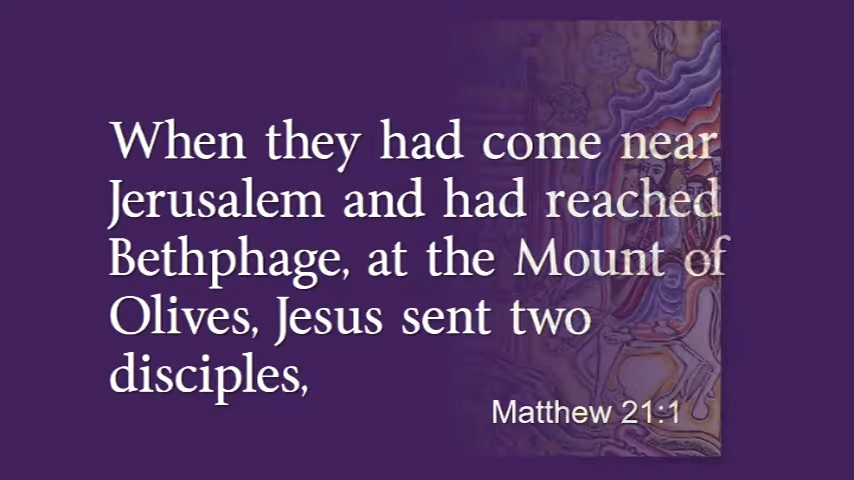 When they had come near
Jerusalem and had reached
Bethphage, at the Mount of
Olives, Jesus sent two
disciples,
Matthew 21:1